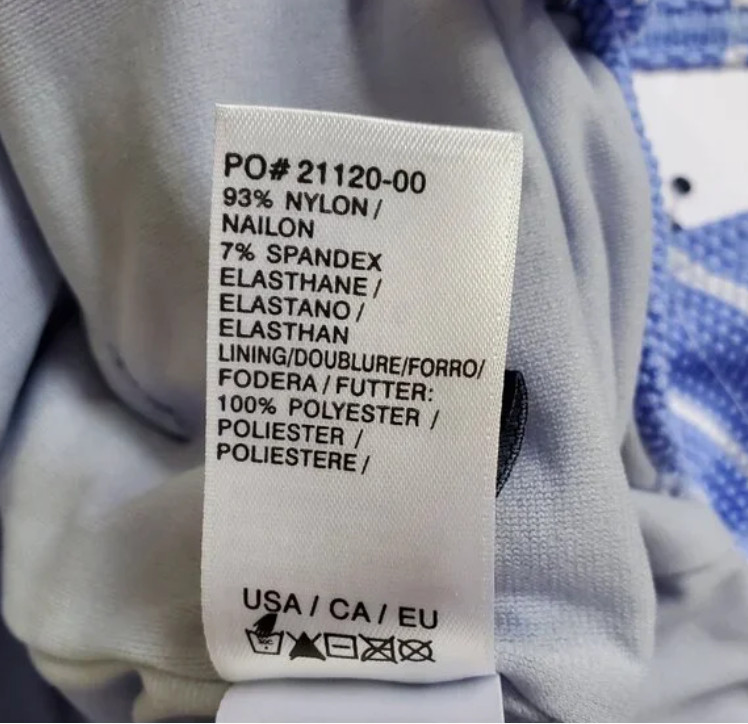 PO# 21120-00
93% NYLON /
NAILON
7% SPANDEX
ELASTHANE /
ELASTANO /
ELASTHAN
LINING/DOUBLURE/FORRO/
FODERA / FUTTER:
100% POLYESTER /
POLIESTER /
POLIESTERE /
USA / CA / EU